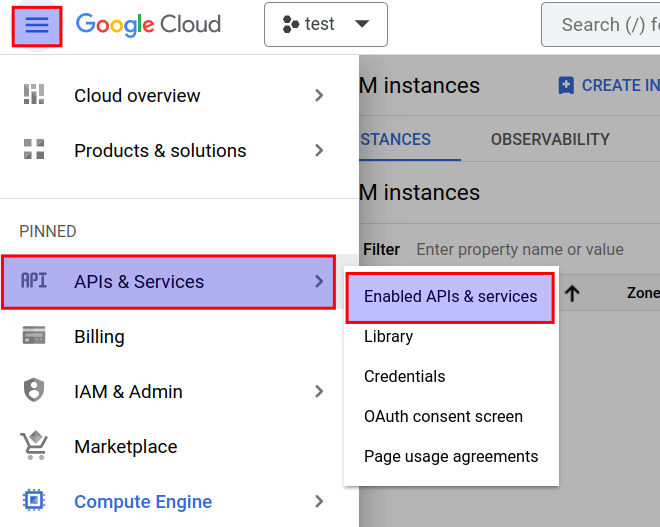 Google Cloud
test
Search (/) f
Cloud overview
Products & solutions
PINNED
API
APIs & Services
Billing
IAM & Admin
Marketplace
Compute Engine
M instances
CREATE IN
STANCES
OBSERVABILITY
M instances
Filter
Enter property name or value
Zone
Enabled APIs & services
Library
Credentials
OAuth consent screen
Page usage agreements